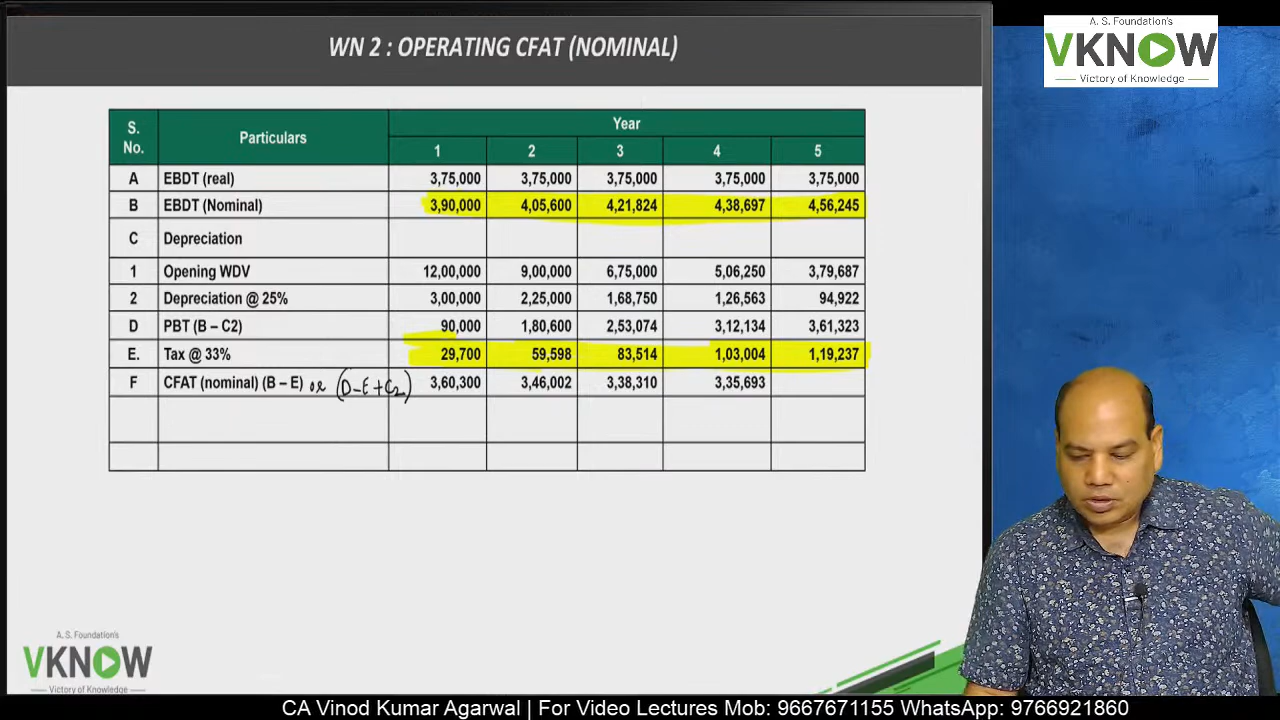 WN 2 : OPERATING CFAT (NOMINAL)
A. S. Foundation's
VKNOW
Victory of Knowledge
S. No. Particulars Year
1 2 3 4 5
A EBDT (real) 3,75,000 3,75,000 3,75,000 3,75,000 3,75,000
B EBDT (Nominal) 3,90,000 4,05,600 4,21,824 4,38,697 4,56,245
C Depreciation
1 Opening WDV 12,00,000 9,00,000 6,75,000 5,06,250 3,79,687
2 Depreciation @ 25% 3,00,000 2,25,000 1,68,750 1,26,563 94,922
D PBT (B – C2) 90,000 1,80,600 2,53,074 3,12,134 3,61,323
E. Tax @ 33% 29,700 59,598 83,514 1,03,004 1,19,237
F CFAT (nominal) (B – E) or (D-E+C2) 3,60,300 3,46,002 3,38,310 3,35,693
A. S. Foundation's
VKNOW
Victory of Knowledge
CA Vinod Kumar Agarwal | For Video Lectures Mob: 9667671155 WhatsApp: 9766921860